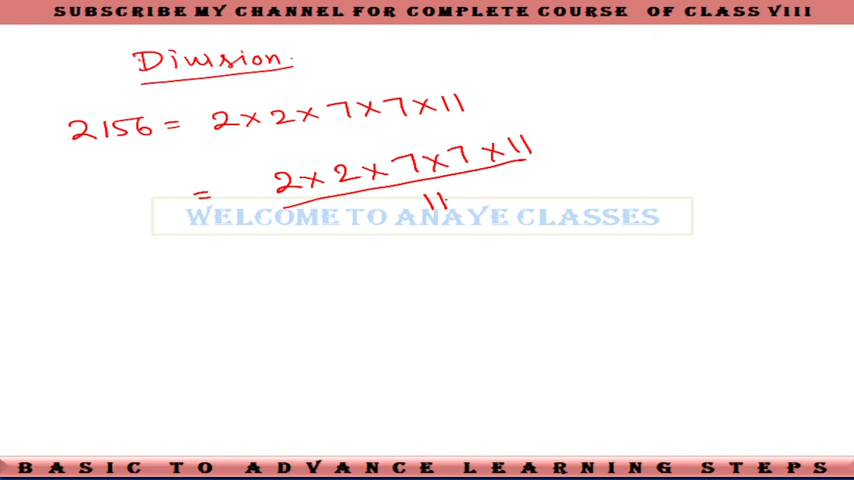 SUBSCRIBE MY CHANNEL FOR COMPLETE COURSE OF CLASS VIII
Division
2156 = 2 × 2 × 7 × 7 × 11
= 2 × 2 × 7 × 7 × 11
11
WELCOME TO ANAYE CLASSES
BASIC TO ADVANCE LEARNING STEPS